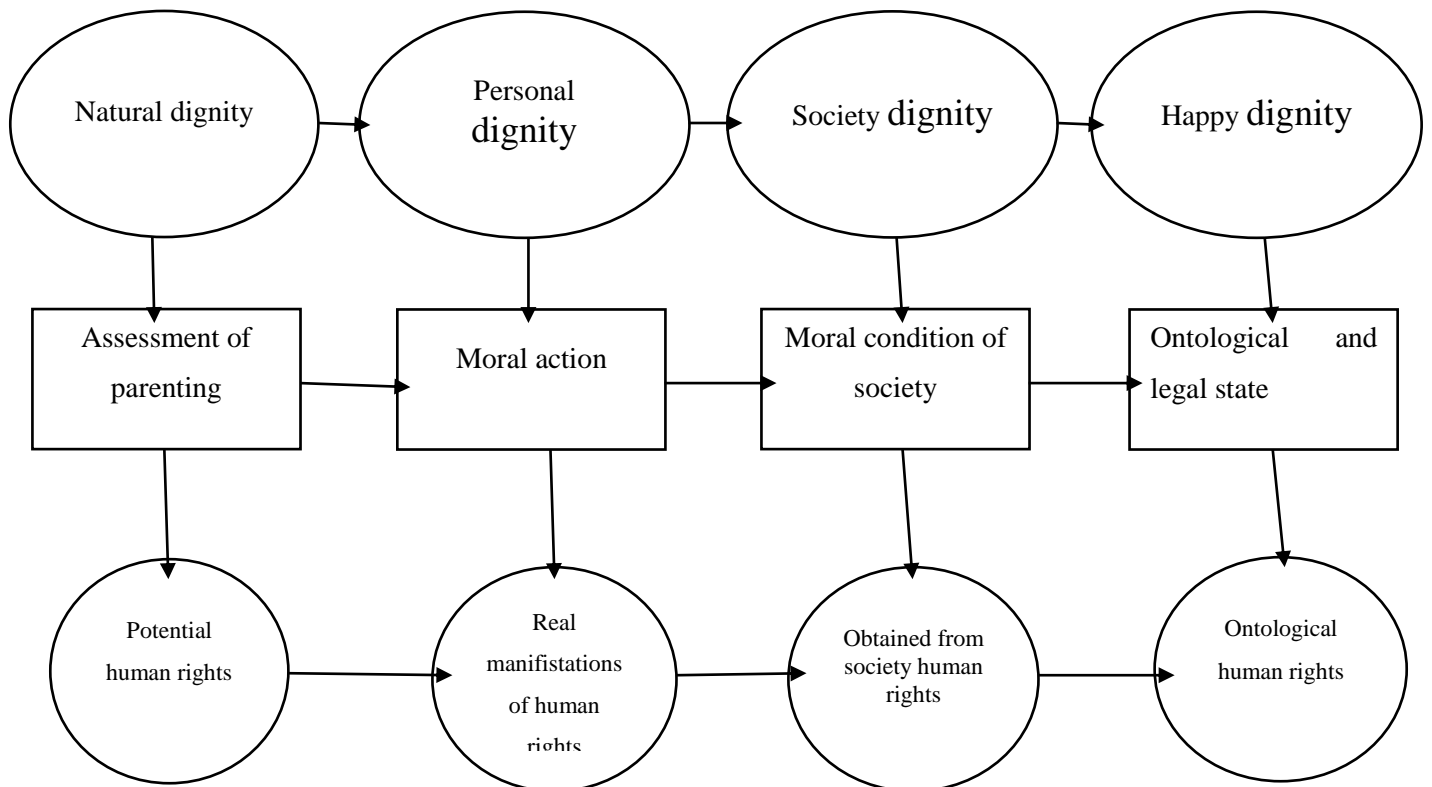 Natural dignity
Personal
dignity
Society dignity
Happy dignity
Assessment of
parenting
Moral action
Moral condition of
society
Ontological and
legal state
Potential
human rights
Real
manifistations
of human
rights
Obtained from
society human
rights
Ontological
human rights